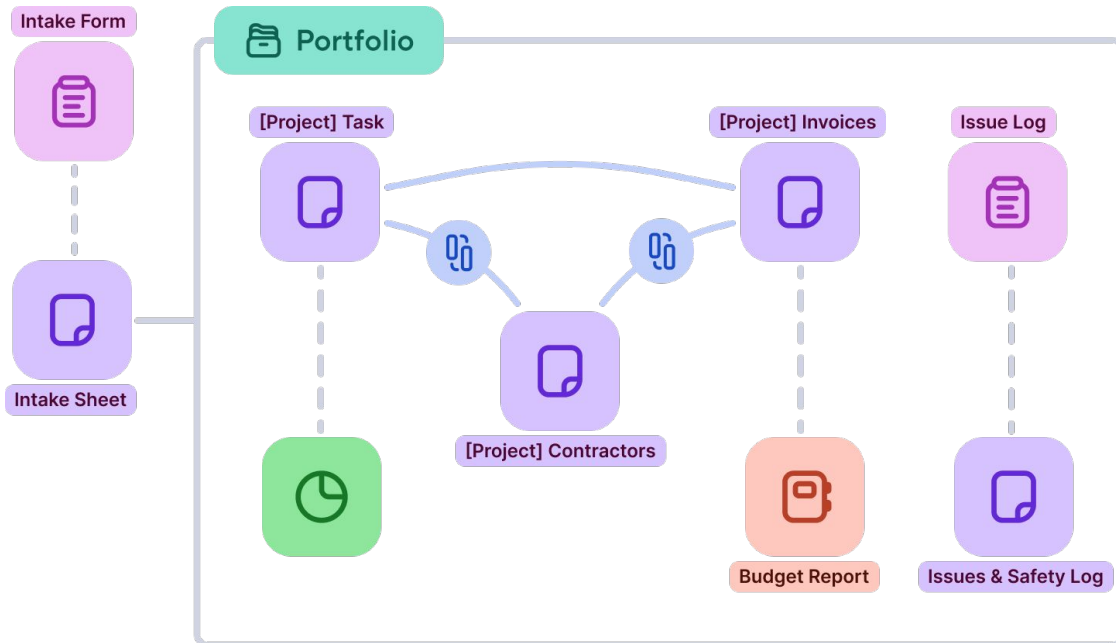 Intake Form
Portfolio
[Project] Task
[Project] Invoices
Issue Log
Intake Sheet
[Project] Contractors
Budget Report
Issues & Safety Log